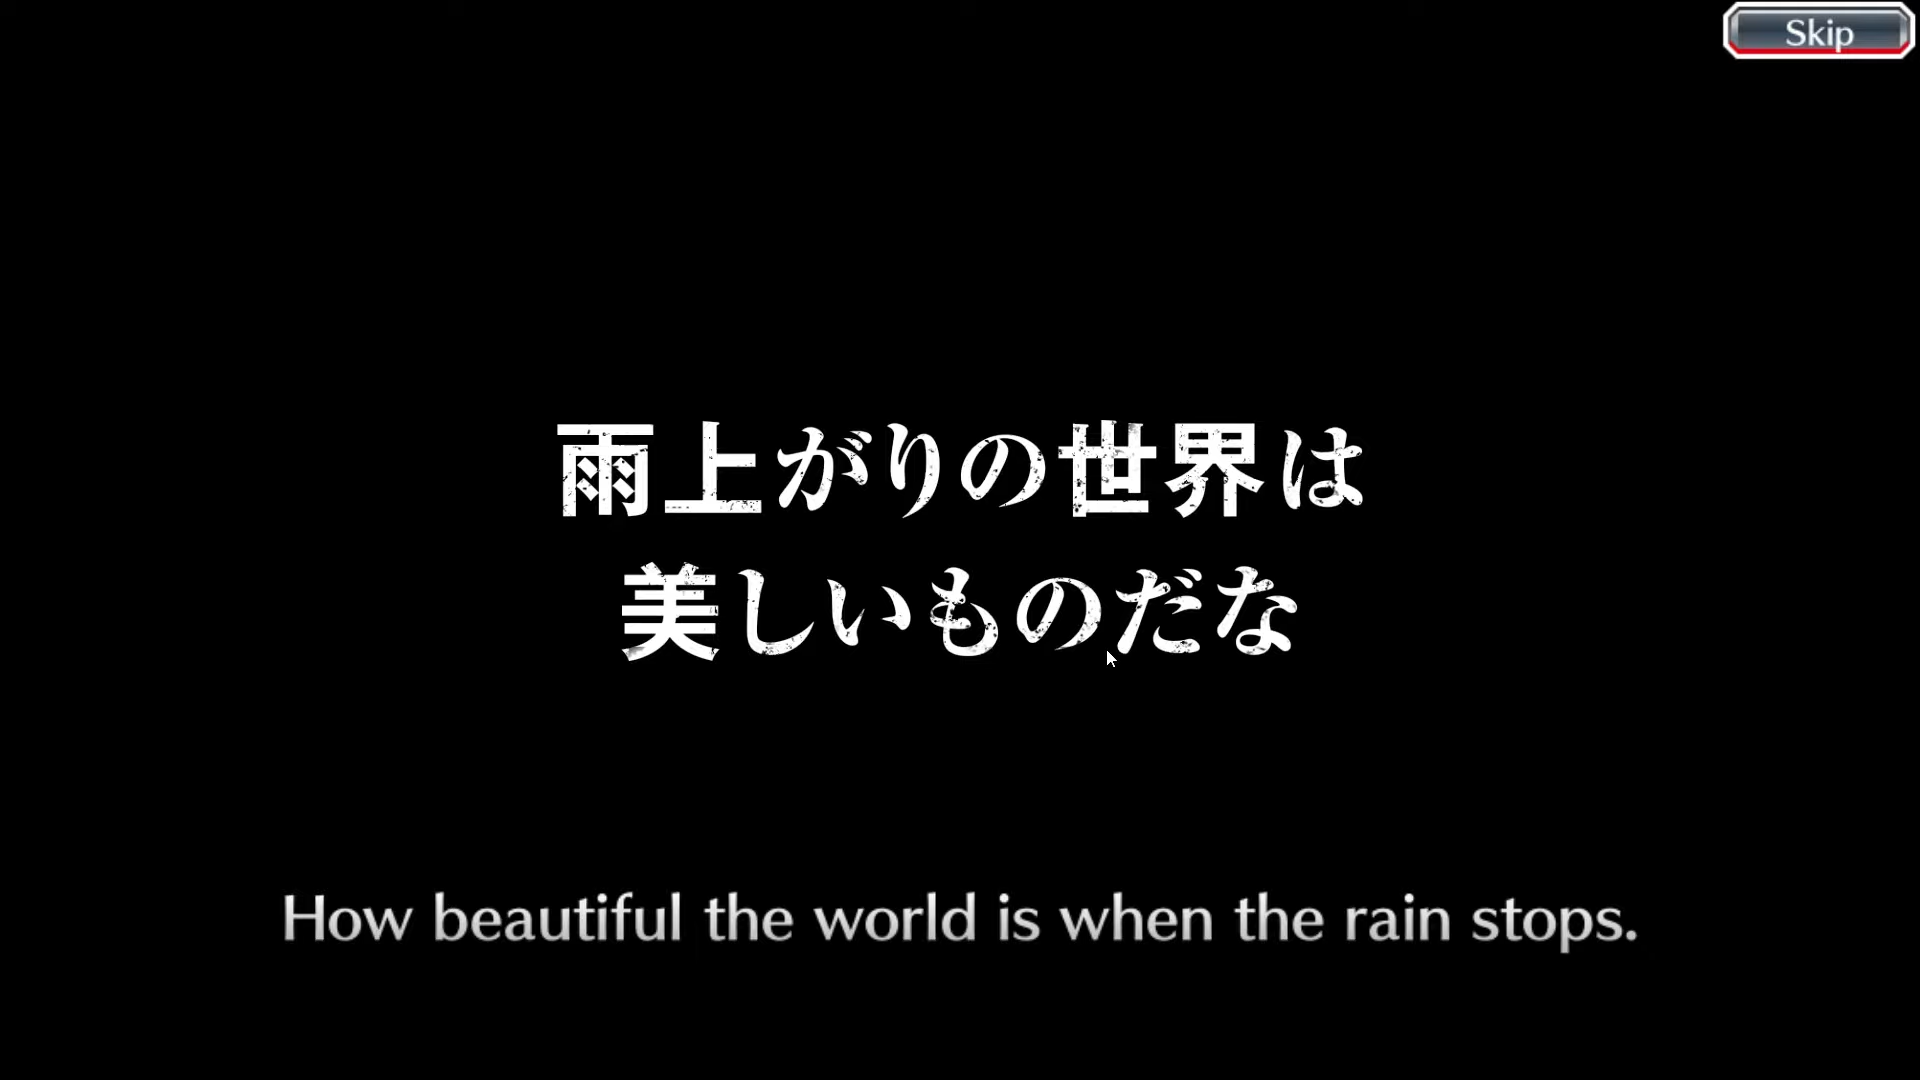 Skip
雨上がりの世界は
美しいものだな
How beautiful the world is when the rain stops.